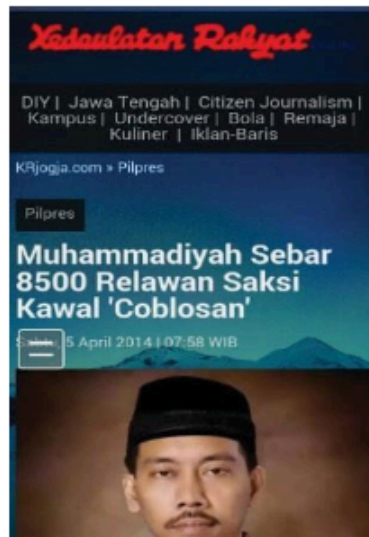 Kedaulatan Rakyat
DIY | Jawa Tengah | Citizen Journalism |
Kampus | Undercover | Bola | Remaja |
Kuliner | Iklan-Baris
KRjogja.com » Pilpres
Pilpres
Muhammadiyah Sebar
8500 Relawan Saksi
Kawal 'Coblosan'
Sabtu, 5 April 2014 | 07:58 WIB